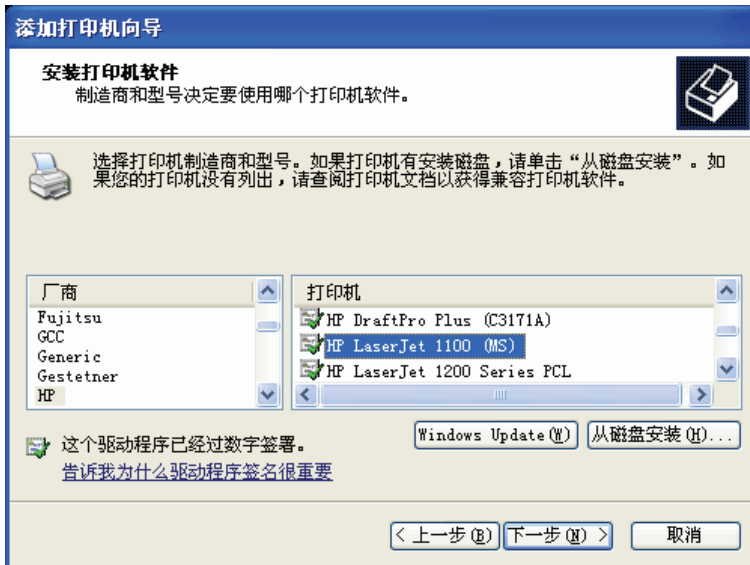 添加打印机向导
安装打印机软件
制造商和型号决定要使用哪个打印机软件。
选择打印机制造商和型号。如果打印机有安装磁盘，请单击“从磁盘安装”。如
果您的打印机没有列出，请查阅打印机文档以获得兼容打印机软件。
厂商
Fujitsu
GCC
Generic
Gestetner
HP
打印机
HP DraftPro Plus (C3171A)
HP LaserJet 1100 (MS)
HP LaserJet 1200 Series PCL
这个驱动程序已经过数字签署。
告诉我为什么驱动程序签名很重要
Windows Update(W)
从磁盘安装(H)...
< 上一步(B)
下一步(N) >
取消